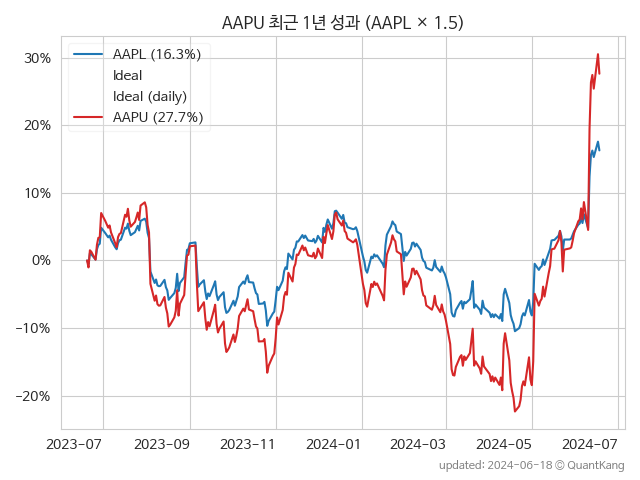 AAPU 최근 1년 성과 (AAPL × 1.5)
AAPL (16.3%)
Ideal
Ideal (daily)
AAPU (27.7%)
30%
20%
10%
0%
−10%
−20%
2023-07 2023-09 2023-11 2024-01 2024-03 2024-05 2024-07
updated: 2024-06-18 © QuantKang